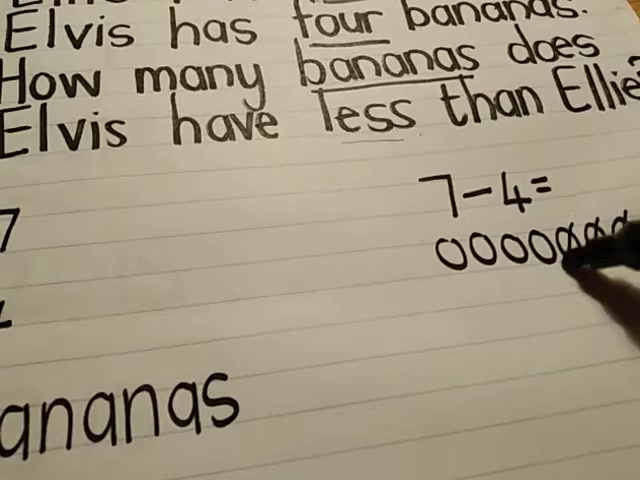 Elvis has four bananas.
How many bananas does
Elvis have less than Ellie?
7
7-4=
ananas